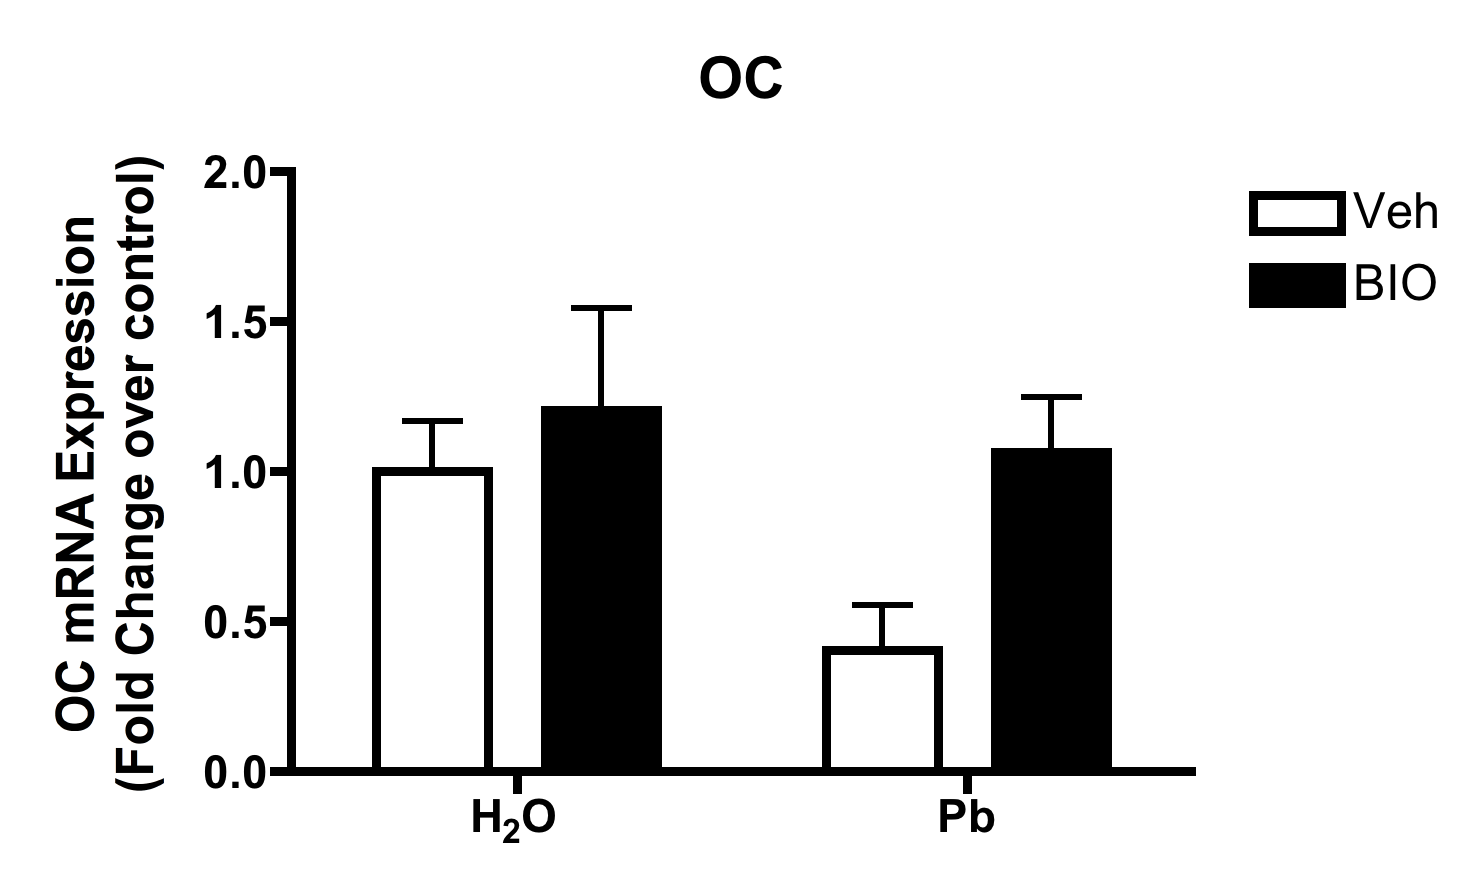 OC
OC mRNA Expression
(Fold Change over control)
2.0
1.5
1.0
0.5
0.0
H₂O
Pb
Veh
BIO